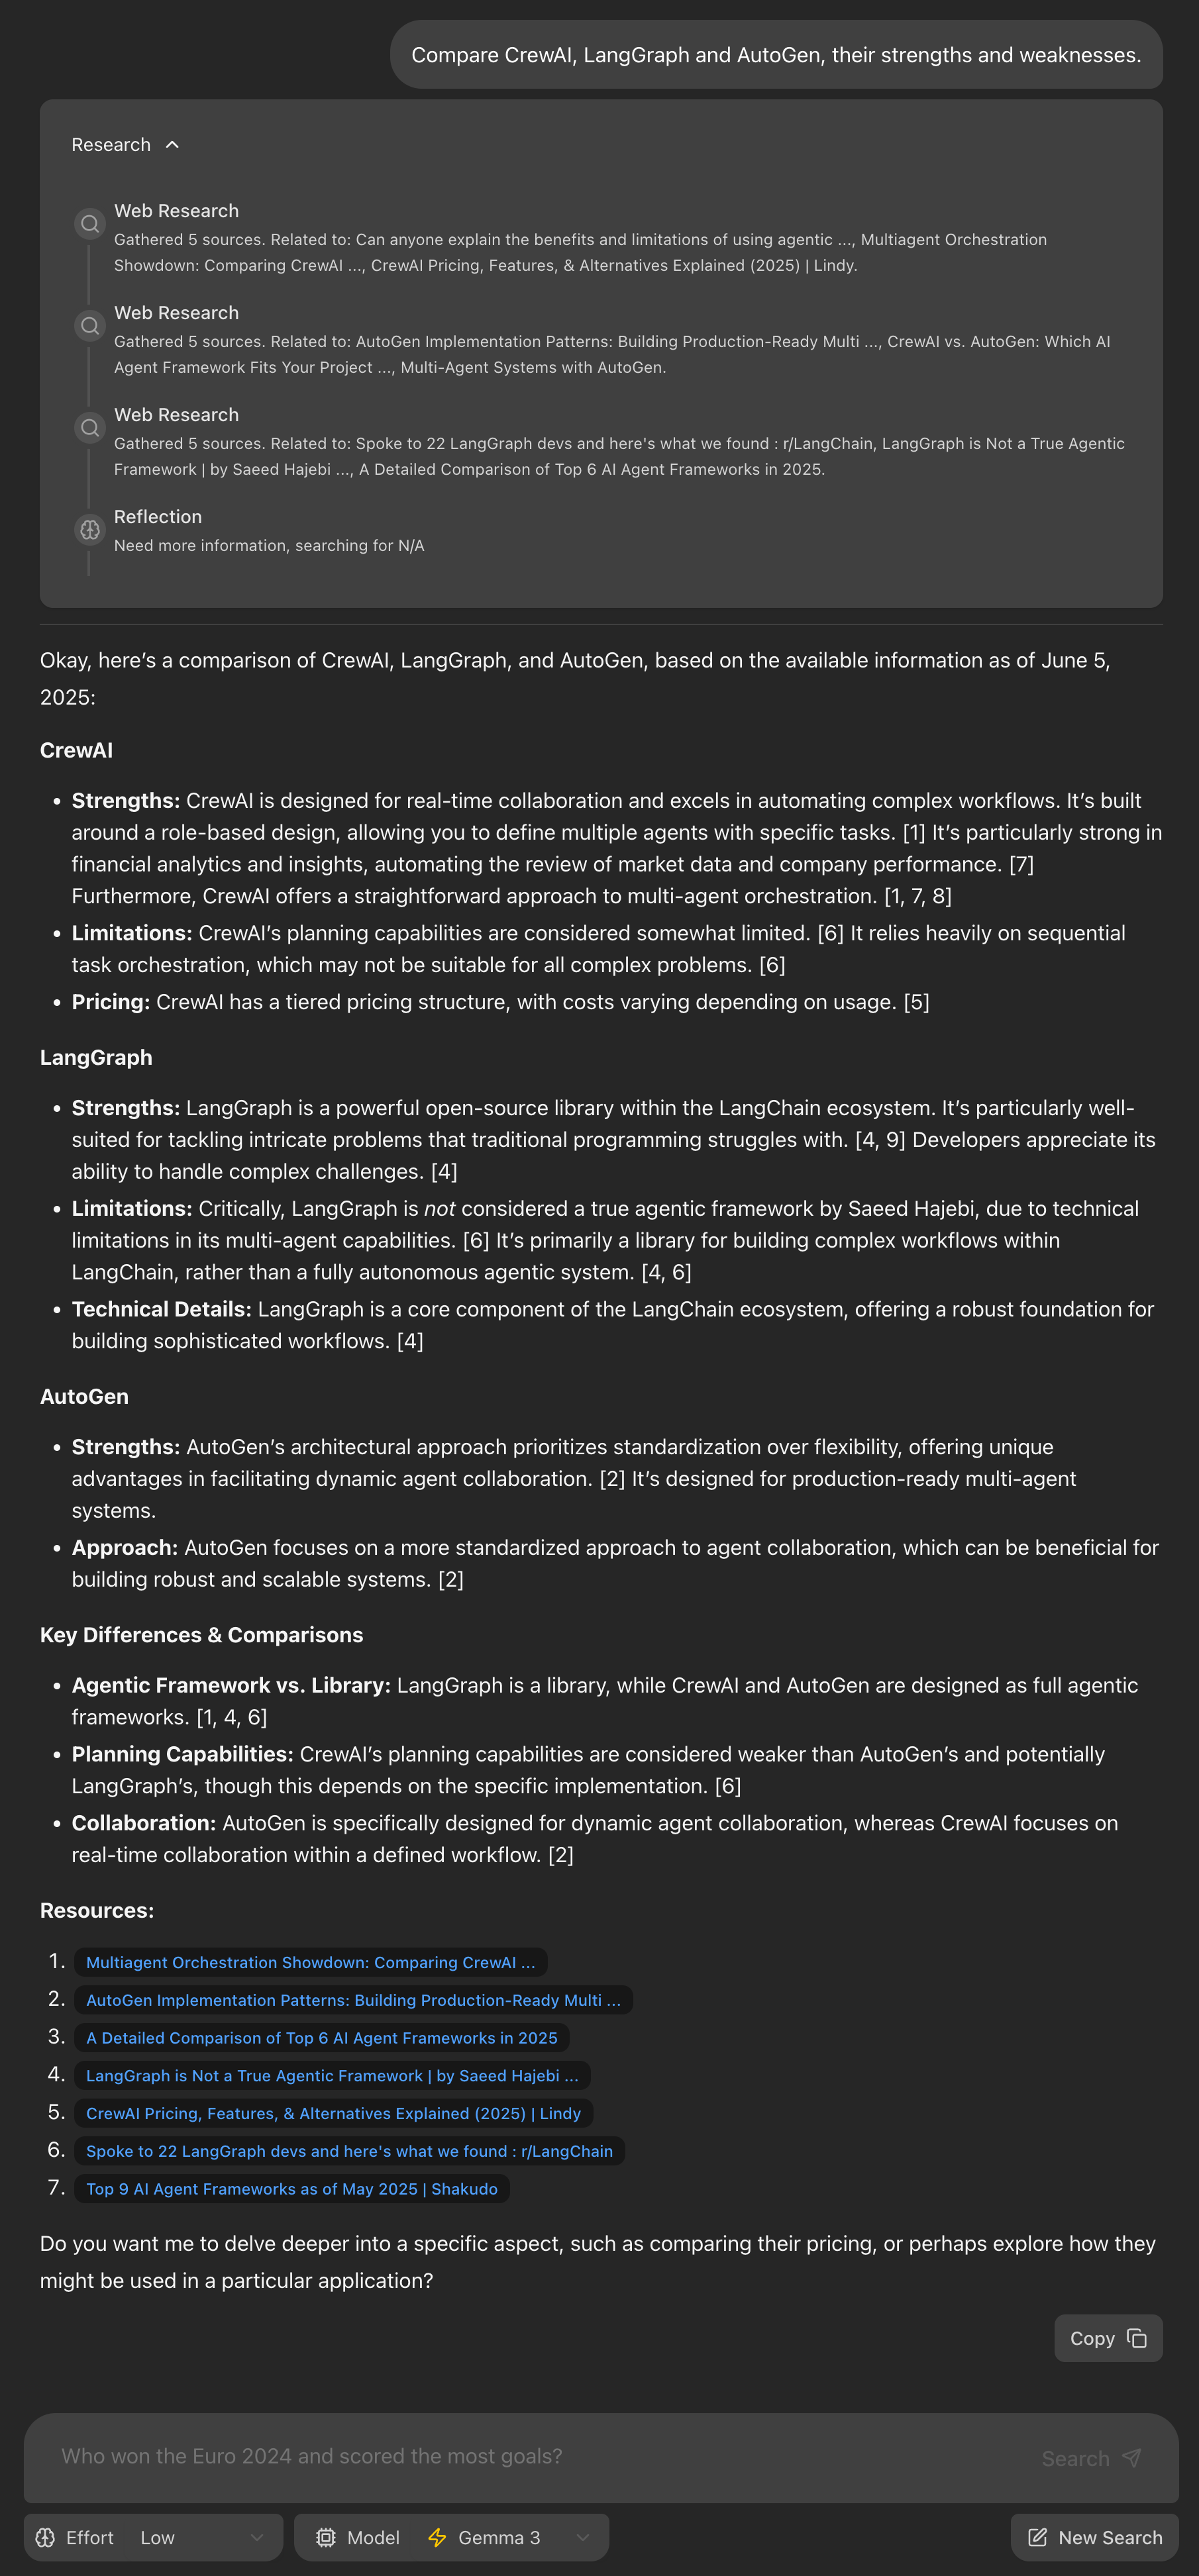 Compare CrewAI, LangGraph and AutoGen, their strengths and weaknesses.
Research
Web Research
Gathered 5 sources. Related to: Can anyone explain the benefits and limitations of using agentic ..., Multiagent Orchestration
Showdown: Comparing CrewAI ..., CrewAI Pricing, Features, & Alternatives Explained (2025) | Lindy.
Web Research
Gathered 5 sources. Related to: AutoGen Implementation Patterns: Building Production-Ready Multi ..., CrewAI vs. AutoGen: Which AI
Agent Framework Fits Your Project ..., Multi-Agent Systems with AutoGen.
Web Research
Gathered 5 sources. Related to: Spoke to 22 LangGraph devs and here's what we found : r/LangChain, LangGraph is Not a True Agentic
Framework | by Saeed Hajebi ..., A Detailed Comparison of Top 6 AI Agent Frameworks in 2025.
Reflection
Need more information, searching for N/A
Okay, here’s a comparison of CrewAI, LangGraph, and AutoGen, based on the available information as of June 5,
2025:
CrewAI
• Strengths: CrewAI is designed for real-time collaboration and excels in automating complex workflows. It’s built
around a role-based design, allowing you to define multiple agents with specific tasks. [1] It’s particularly strong in
financial analytics and insights, automating the review of market data and company performance. [7]
Furthermore, CrewAI offers a straightforward approach to multi-agent orchestration. [1, 7, 8]
• Limitations: CrewAI’s planning capabilities are considered somewhat limited. [6] It relies heavily on sequential
task orchestration, which may not be suitable for all complex problems. [6]
• Pricing: CrewAI has a tiered pricing structure, with costs varying depending on usage. [5]
LangGraph
• Strengths: LangGraph is a powerful open-source library within the LangChain ecosystem. It’s particularly well-
suited for tackling intricate problems that traditional programming struggles with. [4, 9] Developers appreciate its
ability to handle complex challenges. [4]
• Limitations: Critically, LangGraph is not considered a true agentic framework by Saeed Hajebi, due to technical
limitations in its multi-agent capabilities. [6] It’s primarily a library for building complex workflows within
LangChain, rather than a fully autonomous agentic system. [4, 6]
• Technical Details: LangGraph is a core component of the LangChain ecosystem, offering a robust foundation for
building sophisticated workflows. [4]
AutoGen
• Strengths: AutoGen’s architectural approach prioritizes standardization over flexibility, offering unique
advantages in facilitating dynamic agent collaboration. [2] It’s designed for production-ready multi-agent
systems.
• Approach: AutoGen focuses on a more standardized approach to agent collaboration, which can be beneficial for
building robust and scalable systems. [2]
Key Differences & Comparisons
• Agentic Framework vs. Library: LangGraph is a library, while CrewAI and AutoGen are designed as full agentic
frameworks. [1, 4, 6]
• Planning Capabilities: CrewAI’s planning capabilities are considered weaker than AutoGen’s and potentially
LangGraph’s, though this depends on the specific implementation. [6]
• Collaboration: AutoGen is specifically designed for dynamic agent collaboration, whereas CrewAI focuses on
real-time collaboration within a defined workflow. [2]
Resources:
1. Multiagent Orchestration Showdown: Comparing CrewAI ...
2. AutoGen Implementation Patterns: Building Production-Ready Multi ...
3. A Detailed Comparison of Top 6 AI Agent Frameworks in 2025
4. LangGraph is Not a True Agentic Framework | by Saeed Hajebi ...
5. CrewAI Pricing, Features, & Alternatives Explained (2025) | Lindy
6. Spoke to 22 LangGraph devs and here's what we found : r/LangChain
7. Top 9 AI Agent Frameworks as of May 2025 | Shakudo
Do you want me to delve deeper into a specific aspect, such as comparing their pricing, or perhaps explore how they
might be used in a particular application?
Copy
Who won the Euro 2024 and scored the most goals?
Search
Effort Low
Model Gemma 3
New Search